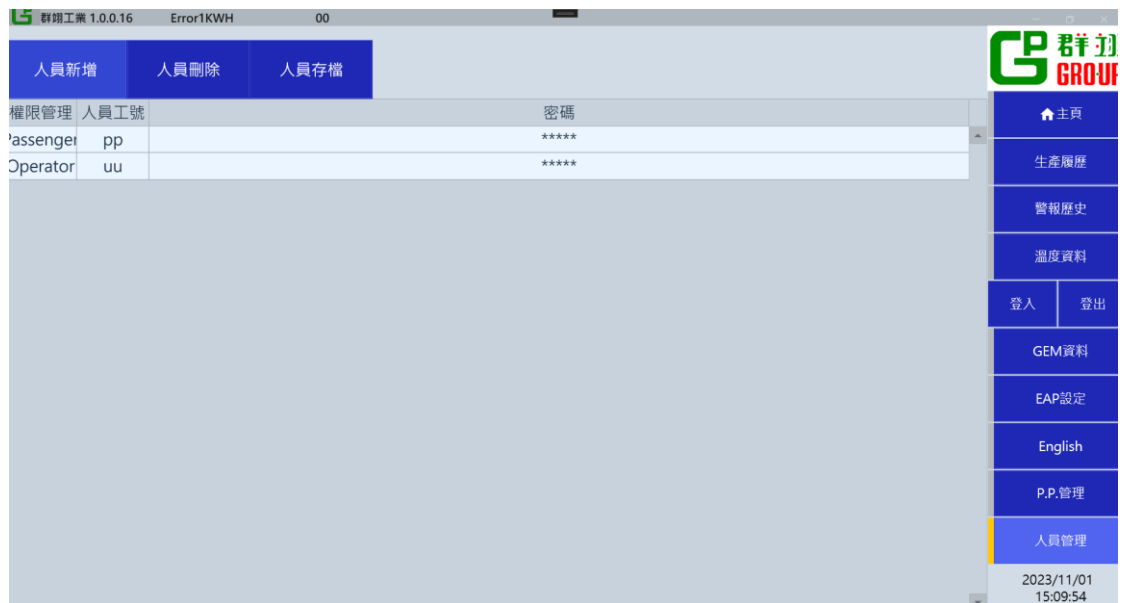 群翊工業 1.0.0.16 Error1KWH 00
群翊
GROUP
人員新增 人員刪除 人員存檔
權限管理 人員工號 密碼
Passenger pp *****
Operator uu *****
主頁
生產履歷
警報歷史
溫度資料
登入 登出
GEM資料
EAP設定
English
P.P.管理
人員管理
2023/11/01
15:09:54